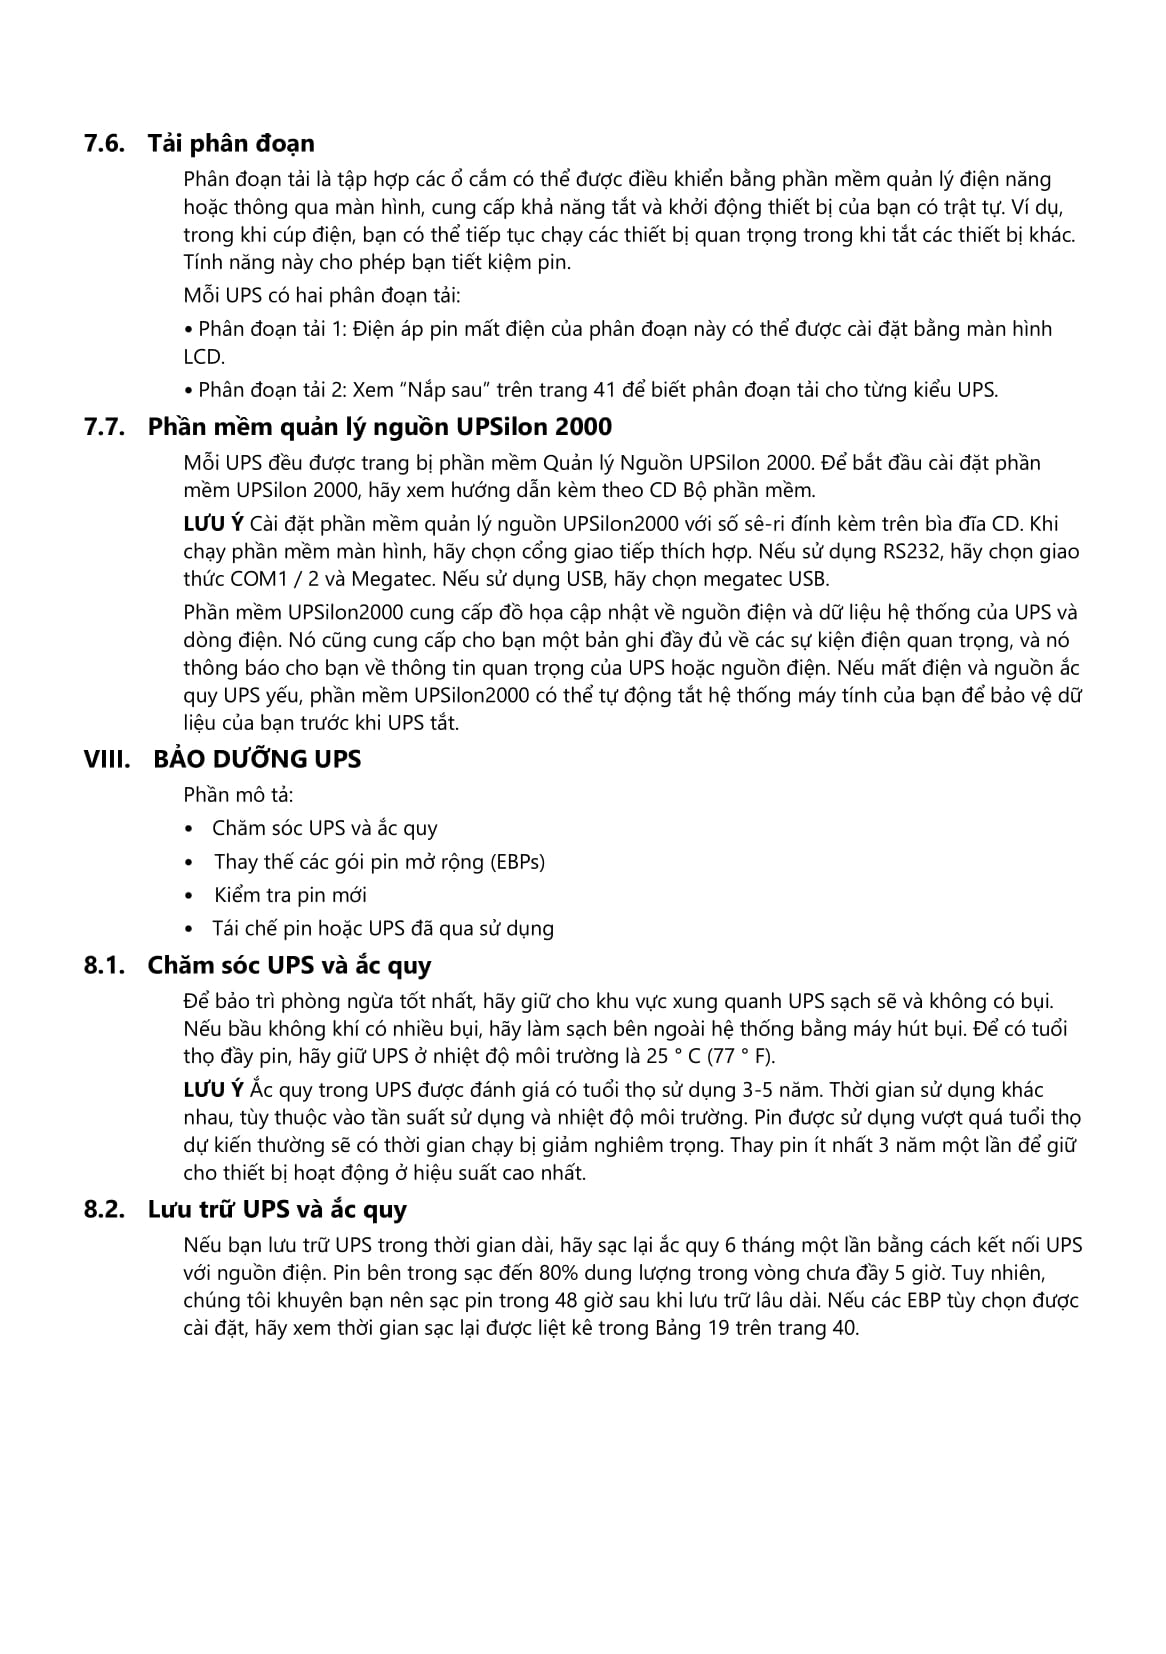 7.6. Tải phân đoạn
Phân đoạn tải là tập hợp các ổ cắm có thể được điều khiển bằng phần mềm quản lý điện năng
hoặc thông qua màn hình, cung cấp khả năng tắt và khởi động thiết bị của bạn có trật tự. Ví dụ,
trong khi cúp điện, bạn có thể tiếp tục chạy các thiết bị quan trọng trong khi tắt các thiết bị khác.
Tính năng này cho phép bạn tiết kiệm pin.
Mỗi UPS có hai phân đoạn tải:
• Phân đoạn tải 1: Điện áp pin mất điện của phân đoạn này có thể được cài đặt bằng màn hình
LCD.
• Phân đoạn tải 2: Xem “Nắp sau” trên trang 41 để biết phân đoạn tải cho từng kiểu UPS.
7.7. Phần mềm quản lý nguồn UPSilon 2000
Mỗi UPS đều được trang bị phần mềm Quản lý Nguồn UPSilon 2000. Để bắt đầu cài đặt phần
mềm UPSilon 2000, hãy xem hướng dẫn kèm theo CD Bộ phần mềm.
LƯU Ý Cài đặt phần mềm quản lý nguồn UPSilon2000 với số sê-ri đính kèm trên bìa đĩa CD. Khi
chạy phần mềm màn hình, hãy chọn cổng giao tiếp thích hợp. Nếu sử dụng RS232, hãy chọn giao
thức COM1 / 2 và Megatec. Nếu sử dụng USB, hãy chọn megatec USB.
Phần mềm UPSilon2000 cung cấp đồ họa cập nhật về nguồn điện và dữ liệu hệ thống của UPS và
dòng điện. Nó cũng cung cấp cho bạn một bản ghi đầy đủ về các sự kiện điện quan trọng, và nó
thông báo cho bạn về thông tin quan trọng của UPS hoặc nguồn điện. Nếu mất điện và nguồn ắc
quy UPS yếu, phần mềm UPSilon2000 có thể tự động tắt hệ thống máy tính của bạn để bảo vệ dữ
liệu của bạn trước khi UPS tắt.
VIII. BẢO DƯỠNG UPS
Phần mô tả:
• Chăm sóc UPS và ắc quy
• Thay thế các gói pin mở rộng (EBPs)
• Kiểm tra pin mới
• Tái chế pin hoặc UPS đã qua sử dụng
8.1. Chăm sóc UPS và ắc quy
Để bảo trì phòng ngừa tốt nhất, hãy giữ cho khu vực xung quanh UPS sạch sẽ và không có bụi.
Nếu bầu không khí có nhiều bụi, hãy làm sạch bên ngoài hệ thống bằng máy hút bụi. Để có tuổi
thọ đầy pin, hãy giữ UPS ở nhiệt độ môi trường là 25 ° C (77 ° F).
LƯU Ý Ắc quy trong UPS được đánh giá có tuổi thọ sử dụng 3-5 năm. Thời gian sử dụng khác
nhau, tùy thuộc vào tần suất sử dụng và nhiệt độ môi trường. Pin được sử dụng vượt quá tuổi thọ
dự kiến thường sẽ có thời gian chạy bị giảm nghiêm trọng. Thay pin ít nhất 3 năm một lần để giữ
cho thiết bị hoạt động ở hiệu suất cao nhất.
8.2. Lưu trữ UPS và ắc quy
Nếu bạn lưu trữ UPS trong thời gian dài, hãy sạc lại ắc quy 6 tháng một lần bằng cách kết nối UPS
với nguồn điện. Pin bên trong sạc đến 80% dung lượng trong vòng chưa đầy 5 giờ. Tuy nhiên,
chúng tôi khuyên bạn nên sạc pin trong 48 giờ sau khi lưu trữ lâu dài. Nếu các EBP tùy chọn được
cài đặt, hãy xem thời gian sạc lại được liệt kê trong Bảng 19 trên trang 40.